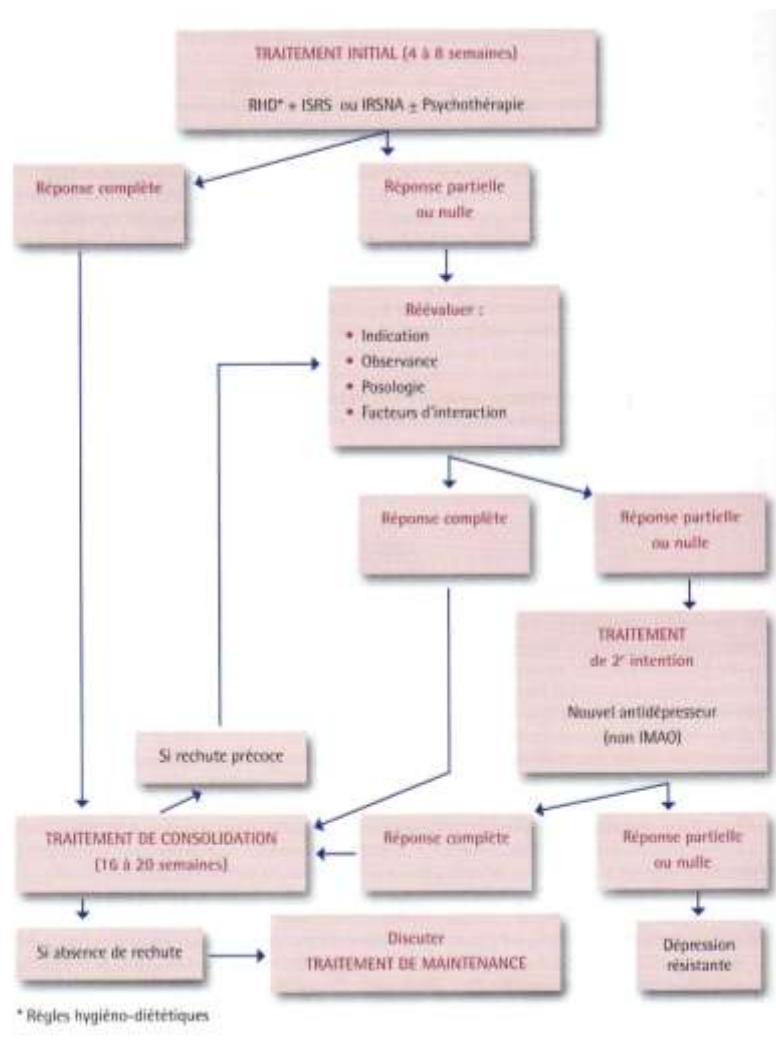 TRAITEMENT INITIAL (4 à 8 semaines)
RHD* + ISRS ou IRSNA ± Psychothérapie
Réponse complète
Réponse partielle
ou nulle
Réévaluer :
• Indication
• Observance
• Posologie
• Facteurs d'interaction
Réponse complète
Réponse partielle
ou nulle
TRAITEMENT
de 2e intention
Nouvel antidépresseur
(non IMAO)
Si rechute précoce
TRAITEMENT DE CONSOLIDATION
(16 à 20 semaines)
Réponse complète
Réponse partielle
ou nulle
Si absence de rechute
Discuter
TRAITEMENT DE MAINTENANCE
Dépression
résistante
* Règles hygiéno-diététiques